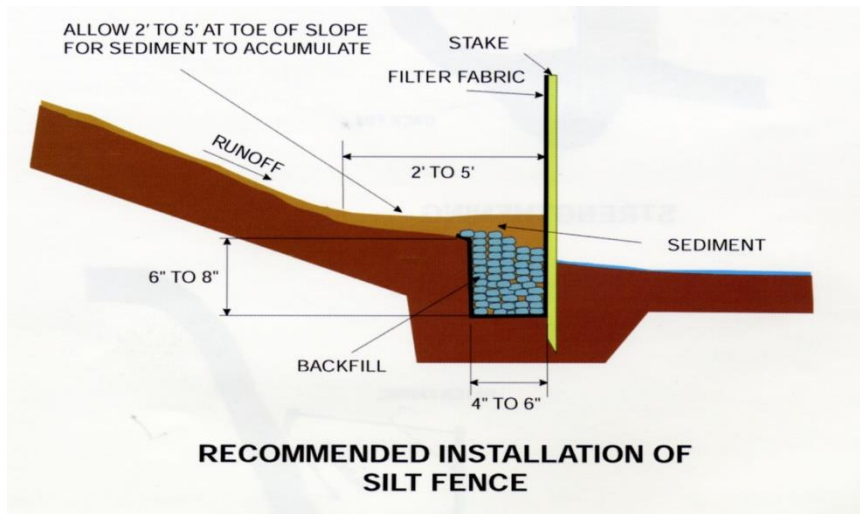 ALLOW 2' TO 5' AT TOE OF SLOPE
FOR SEDIMENT TO ACCUMULATE
STAKE
FILTER FABRIC
RUNOFF
2' TO 5'
SEDIMENT
6" TO 8"
BACKFILL
4" TO 6"
RECOMMENDED INSTALLATION OF
SILT FENCE